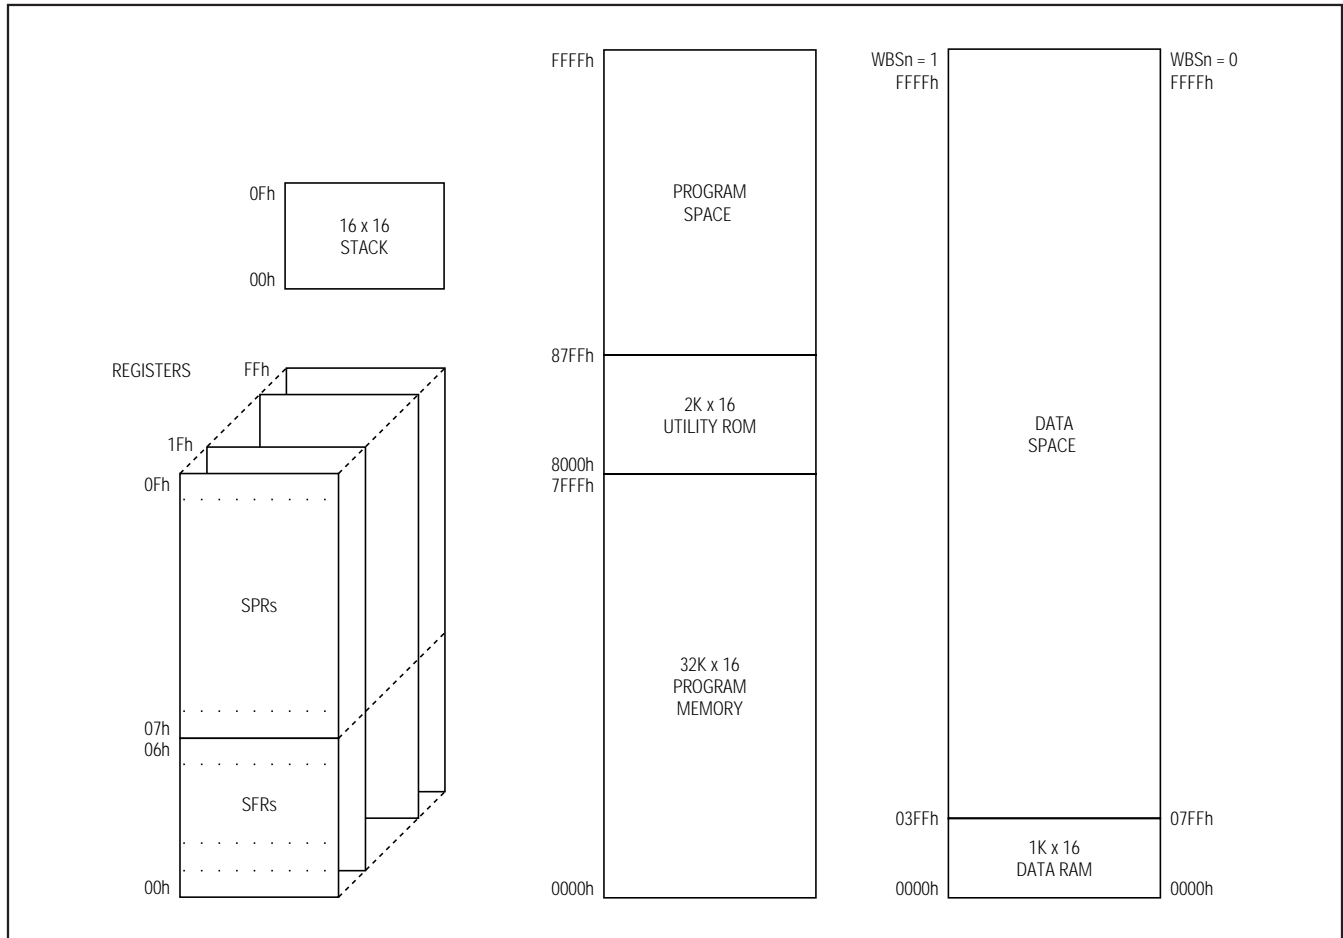 0Fh
16 x 16
STACK
00h
REGISTERS
FFh
1Fh
0Fh
SPRs
07h
06h
SFRs
00h
FFFFh
PROGRAM
SPACE
87FFh
2K x 16
UTILITY ROM
8000h
7FFFh
32K x 16
PROGRAM
MEMORY
0000h
WBSn = 1
FFFFh
WBSn = 0
FFFFh
DATA
SPACE
03FFh
07FFh
1K x 16
DATA RAM
0000h
0000h